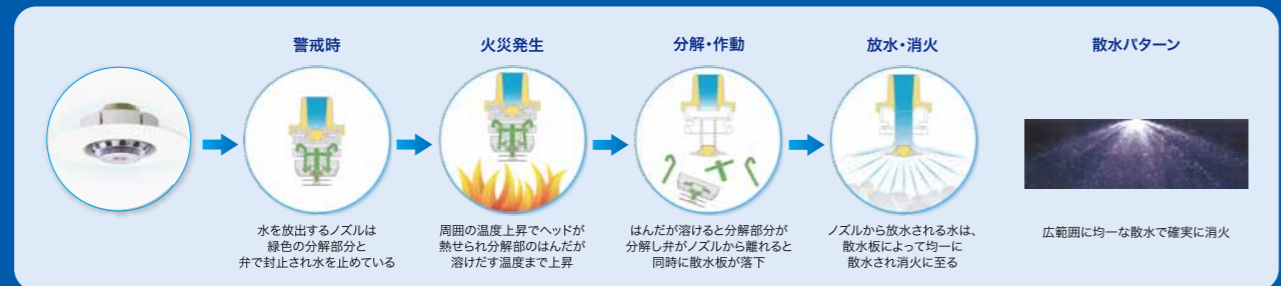 警戒時
水を放出するノズルは
緑色の分解部分と
弁で封止され水を止めている
火災発生
周囲の温度上昇でヘッドが
熱せられ分解部のはんだが
溶けだす温度まで上昇
分解・作動
はんだが溶けると分解部分が
分解し弁がノズルから離れると
同時に散水板が落下
放水・消火
ノズルから放水される水は、
散水板によって均一に
散水され消火に至る
散水パターン
広範囲に均一な散水で確実に消火